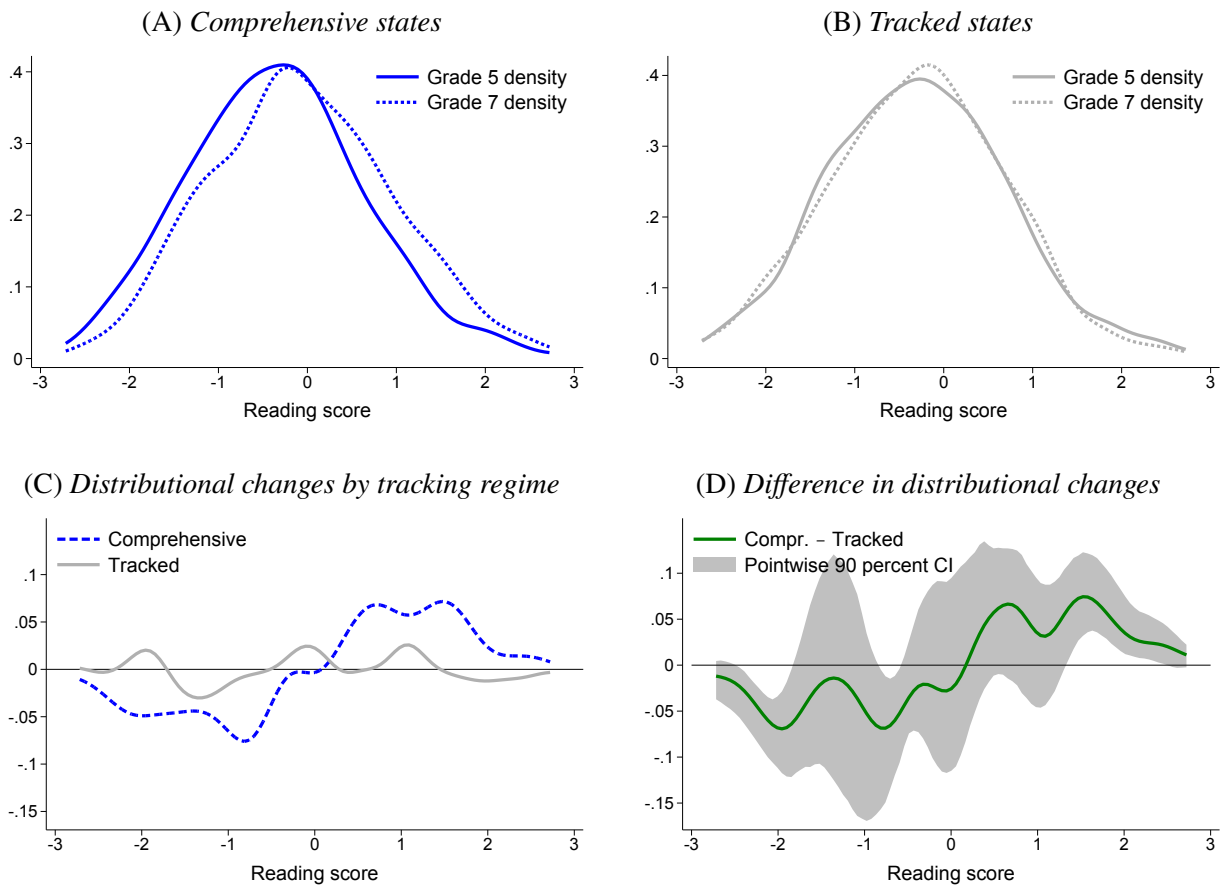 (A) Comprehensive states
Grade 5 density
Grade 7 density
.4
.3
.2
.1
0
-3 -2 -1 0 1 2 3
Reading score
(B) Tracked states
Grade 5 density
Grade 7 density
.4
.3
.2
.1
0
-3 -2 -1 0 1 2 3
Reading score
(C) Distributional changes by tracking regime
Comprehensive
Tracked
.1
.05
0
-.05
-.1
-.15
-3 -2 -1 0 1 2 3
Reading score
(D) Difference in distributional changes
Compr. – Tracked
Pointwise 90 percent CI
.1
.05
0
-.05
-.1
-.15
-3 -2 -1 0 1 2 3
Reading score